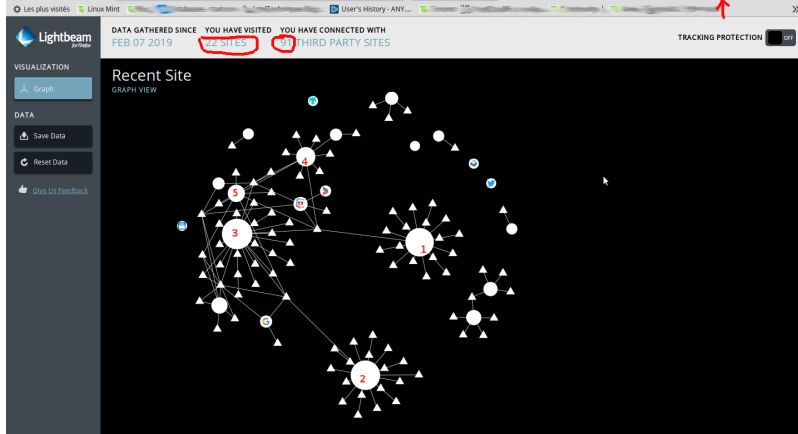 Les plus visités Linux Mint User's History - ANY...
Lightbeam
for Firefox
DATA GATHERED SINCE YOU HAVE VISITED YOU HAVE CONNECTED WITH
FEB 07 2019 22 SITES 91 THIRD PARTY SITES
TRACKING PROTECTION OFF
VISUALIZATION
Graph
DATA
Save Data
Reset Data
Give Us Feedback
Recent Site
GRAPH VIEW
4
5
3
1
2